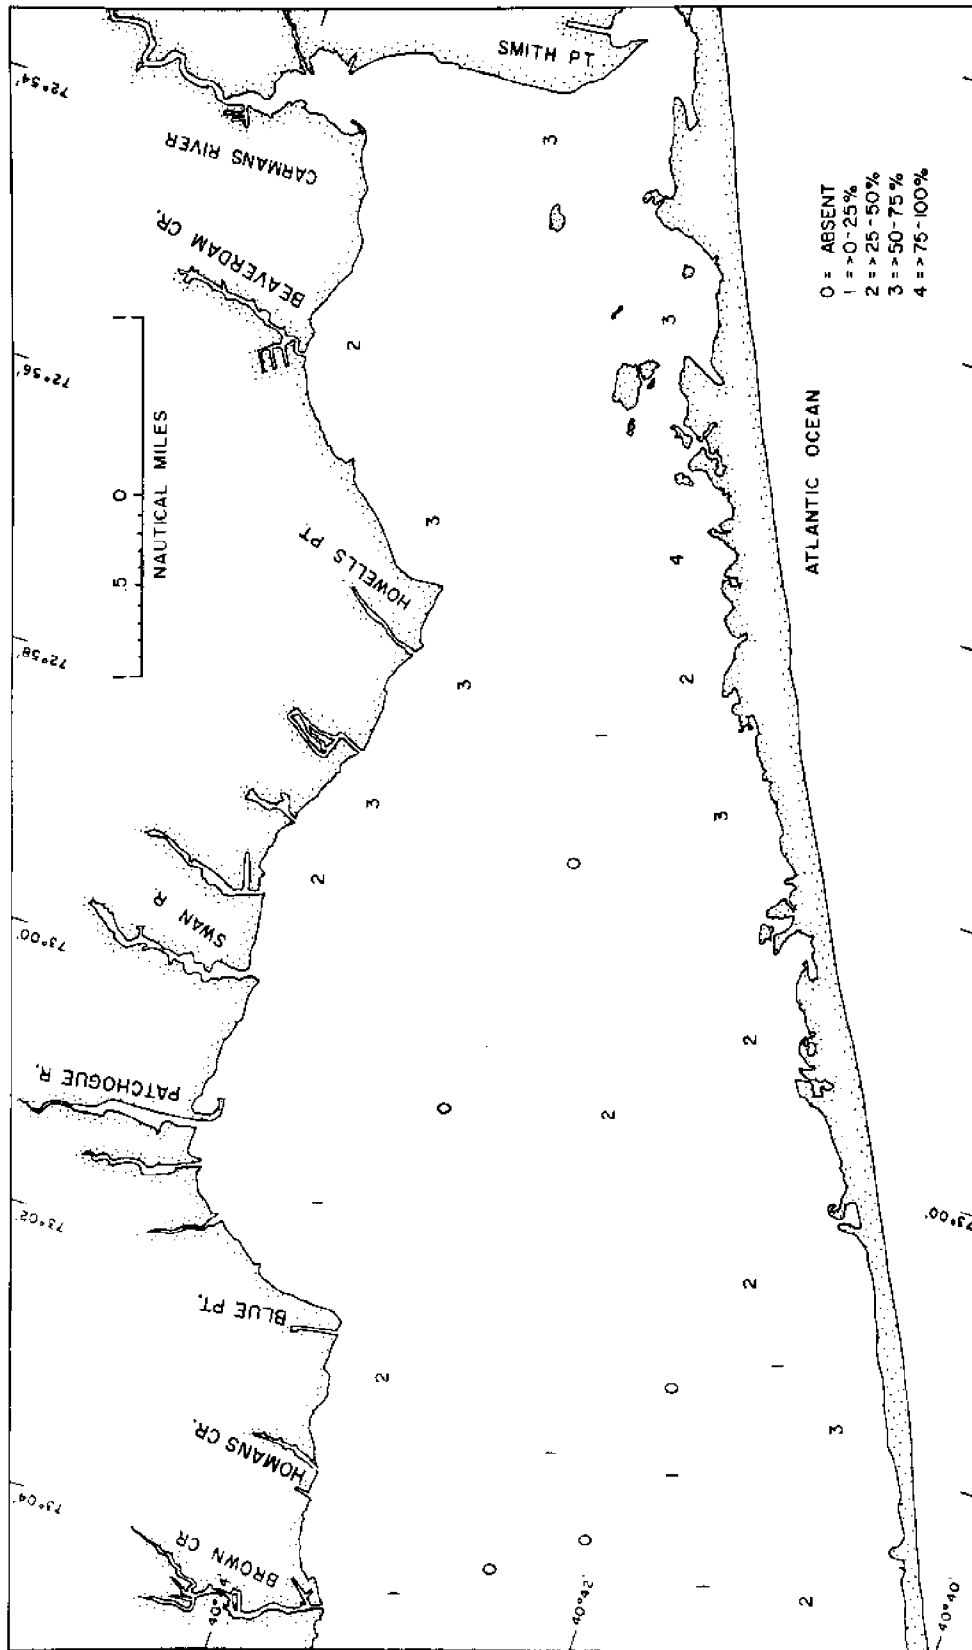 72°54'
72°56'
72°58'
73°00'
73°02'
73°04'
SMITH PT
CARMANS RIVER
BEAVERDAM CR.
HOWELLS PT.
SWAN R.
PATCHOGUE R.
BLUE PT.
HOMANS CR.
BROWN CR
.5 0 1
NAUTICAL MILES
3
2
3
3
4
3
2
1
3
3
2
0
2
0
2
1
2
2
1
0
3
1
1
0
0
1
1
2
ATLANTIC OCEAN
0 = ABSENT
1 = >0-25%
2 = >25-50%
3 = >50-75%
4 = >75-100%
40°42'
40°40'
73°00'